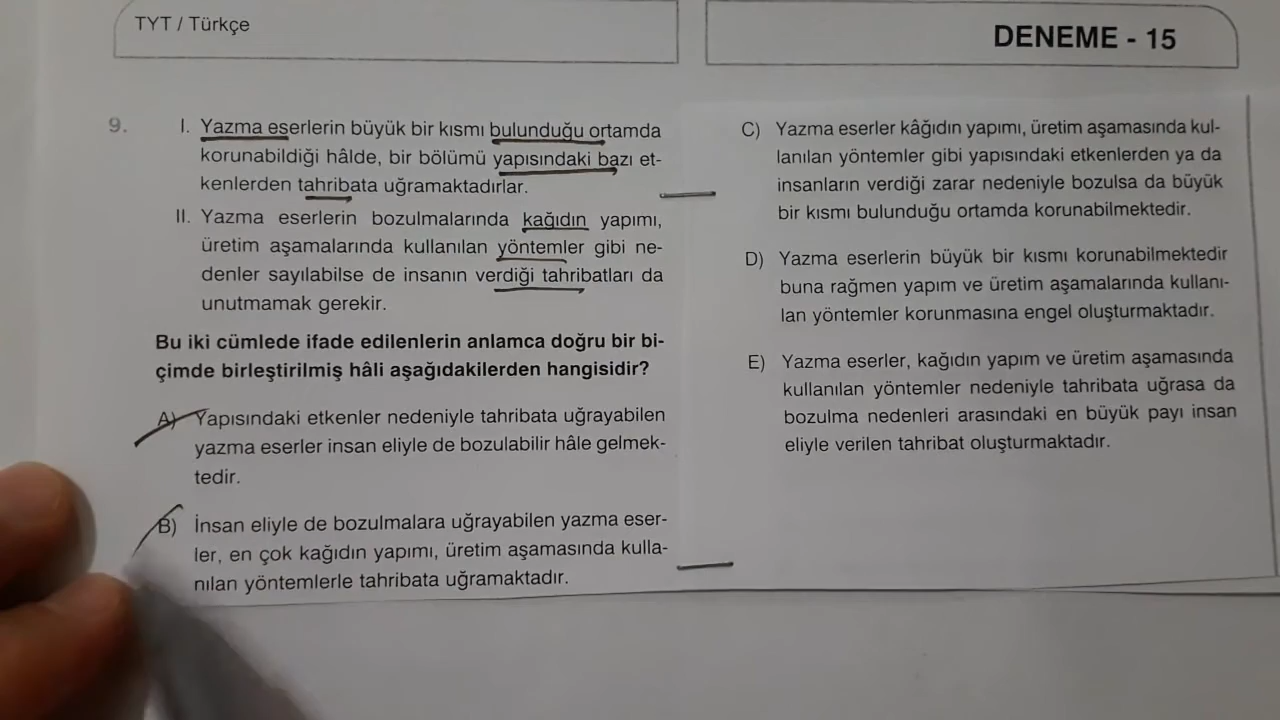 TYT / Türkçe
DENEME - 15
9.
I. Yazma eserlerin büyük bir kısmı bulunduğu ortamda
korunabildiği hâlde, bir bölümü yapısındaki bazı et-
kenlerden tahribata uğramaktadırlar.
II. Yazma eserlerin bozulmalarında kağıdın yapımı,
üretim aşamalarında kullanılan yöntemler gibi ne-
denler sayılabilse de insanın verdiği tahribatları da
unutmamak gerekir.
Bu iki cümlede ifade edilenlerin anlamca doğru bir bi-
çimde birleştirilmiş hâli aşağıdakilerden hangisidir?
A) Yapısındaki etkenler nedeniyle tahribata uğrayabilen
yazma eserler insan eliyle de bozulabilir hâle gelmek-
tedir.
B) İnsan eliyle de bozulmalara uğrayabilen yazma eser-
ler, en çok kağıdın yapımı, üretim aşamasında kulla-
nılan yöntemlerle tahribata uğramaktadır.
C) Yazma eserler kâğıdın yapımı, üretim aşamasında kul-
lanılan yöntemler gibi yapısındaki etkenlerden ya da
insanların verdiği zarar nedeniyle bozulsa da büyük
bir kısmı bulunduğu ortamda korunabilmektedir.
D) Yazma eserlerin büyük bir kısmı korunabilmektedir
buna rağmen yapım ve üretim aşamalarında kullanı-
lan yöntemler korunmasına engel oluşturmaktadır.
E) Yazma eserler, kağıdın yapım ve üretim aşamasında
kullanılan yöntemler nedeniyle tahribata uğrasa da
bozulma nedenleri arasındaki en büyük payı insan
eliyle verilen tahribat oluşturmaktadır.